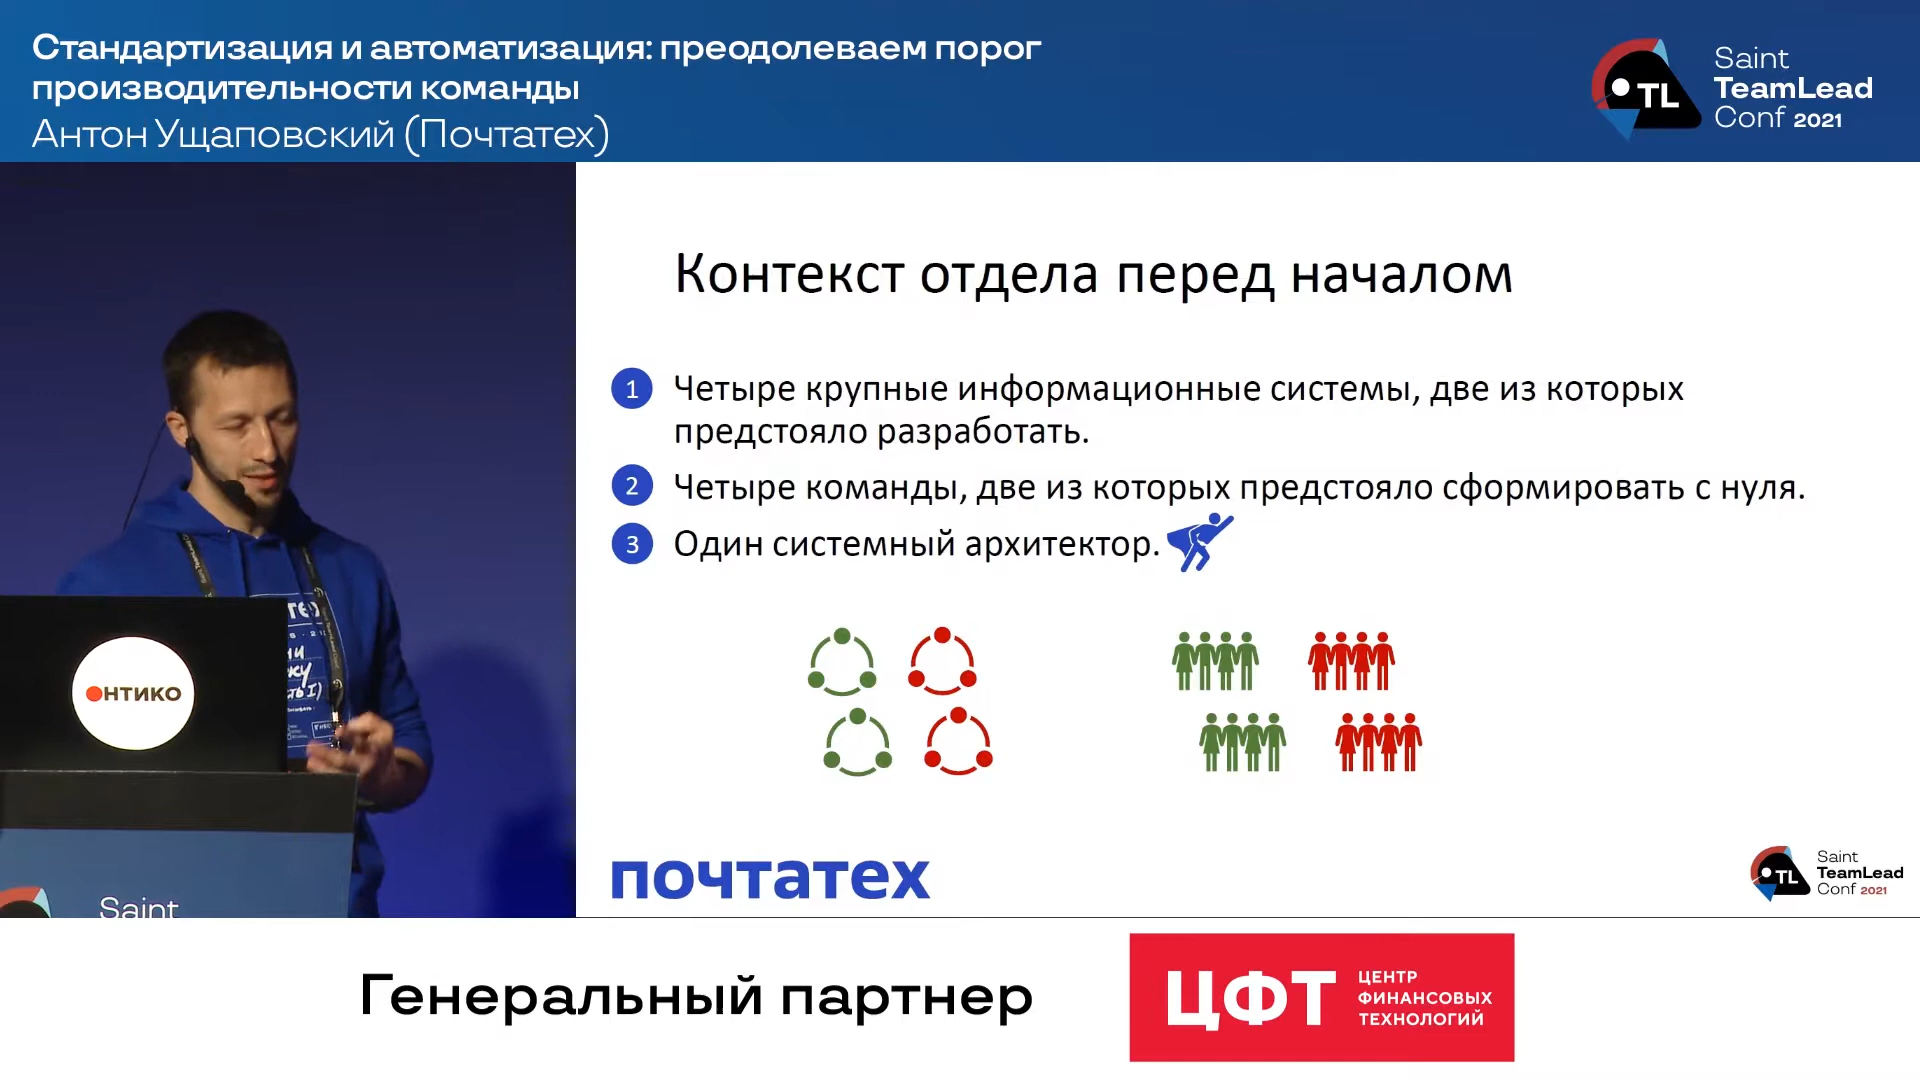 Стандартизация и автоматизация: преодолеваем порог
производительности команды
Антон Ущаповский (Почтатех)
TL
Saint
TeamLead
Conf 2021
Контекст отдела перед началом
1 Четыре крупные информационные системы, две из которых
предстояло разработать.
2 Четыре команды, две из которых предстояло сформировать с нуля.
3 Один системный архитектор.
ОНТИКО
Saint
почтатех
TL
Saint
TeamLead
Conf 2021
Генеральный партнер
ЦФТ
ЦЕНТР
ФИНАНСОВЫХ
ТЕХНОЛОГИЙ